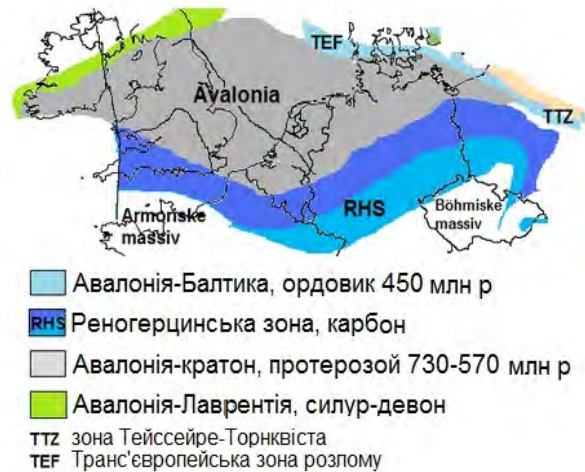 TEF
Avalonia
TTZ
RHS
Armoriske
massiv
Böhmiske
massiv
Авалонія-Балтика, ордовик 450 млн р
RHS Реногерцинська зона, карбон
Авалонія-кратон, протерозой 730-570 млн р
Авалонія-Лаврентія, силур-девон
TTZ зона Тейссейре-Торнквіста
TEF Транс'європейська зона розлому